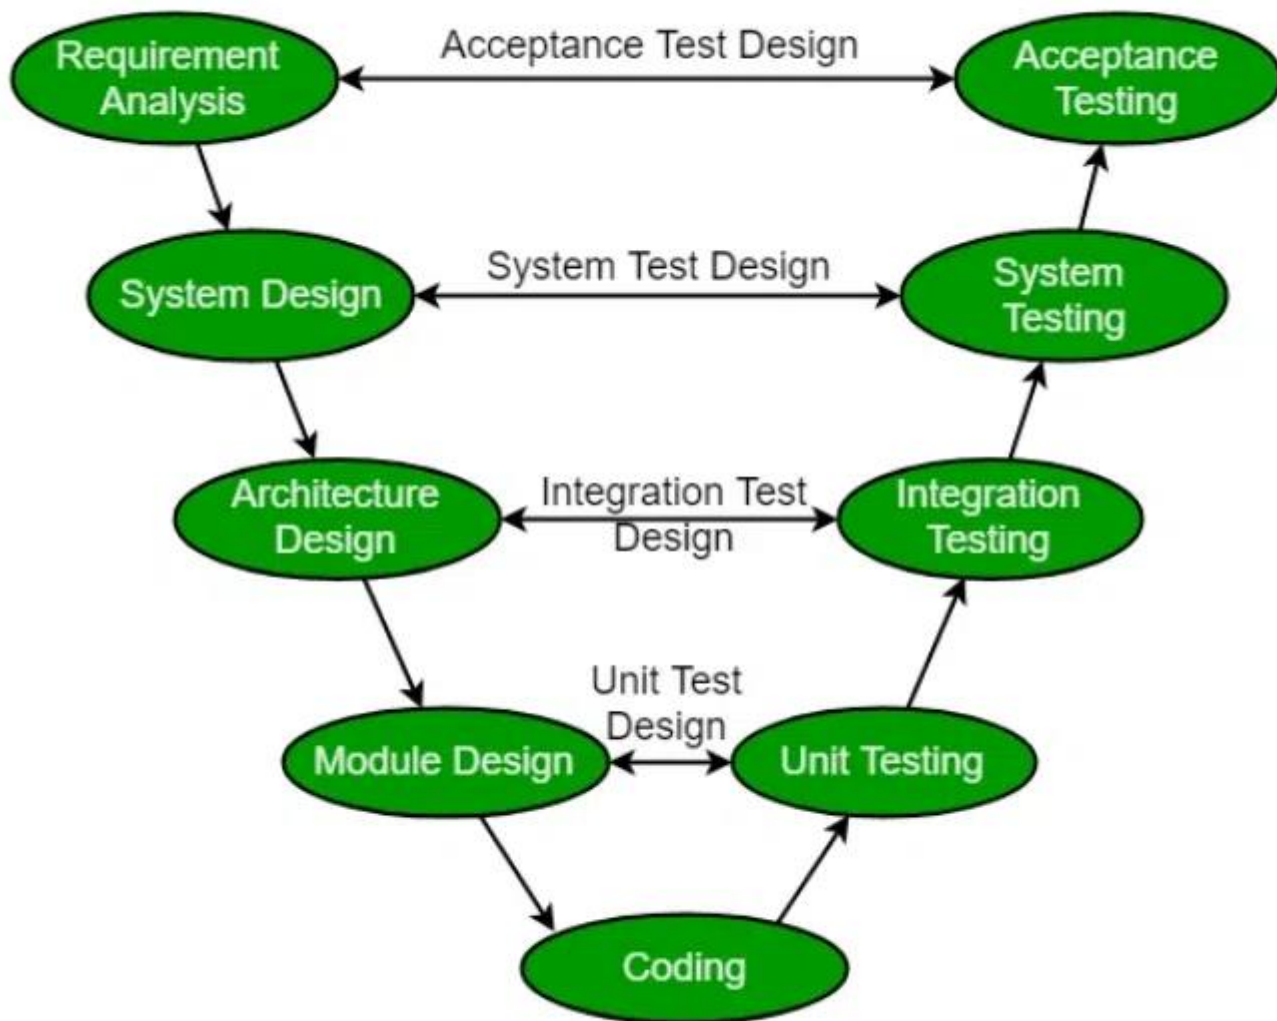 Requirement
Analysis
Acceptance Test Design
Acceptance
Testing
System Design
System Test Design
System
Testing
Architecture
Design
Integration Test
Design
Integration
Testing
Module Design
Unit Test
Design
Unit Testing
Coding